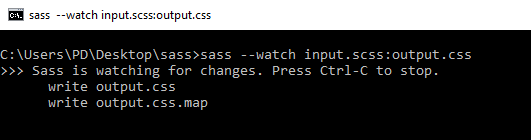 C:\. sass  --watch input.scss:output.css
C:\Users\PD\Desktop\sass>sass --watch input.scss:output.css
>>> Sass is watching for changes. Press Ctrl-C to stop.
      write output.css
      write output.css.map